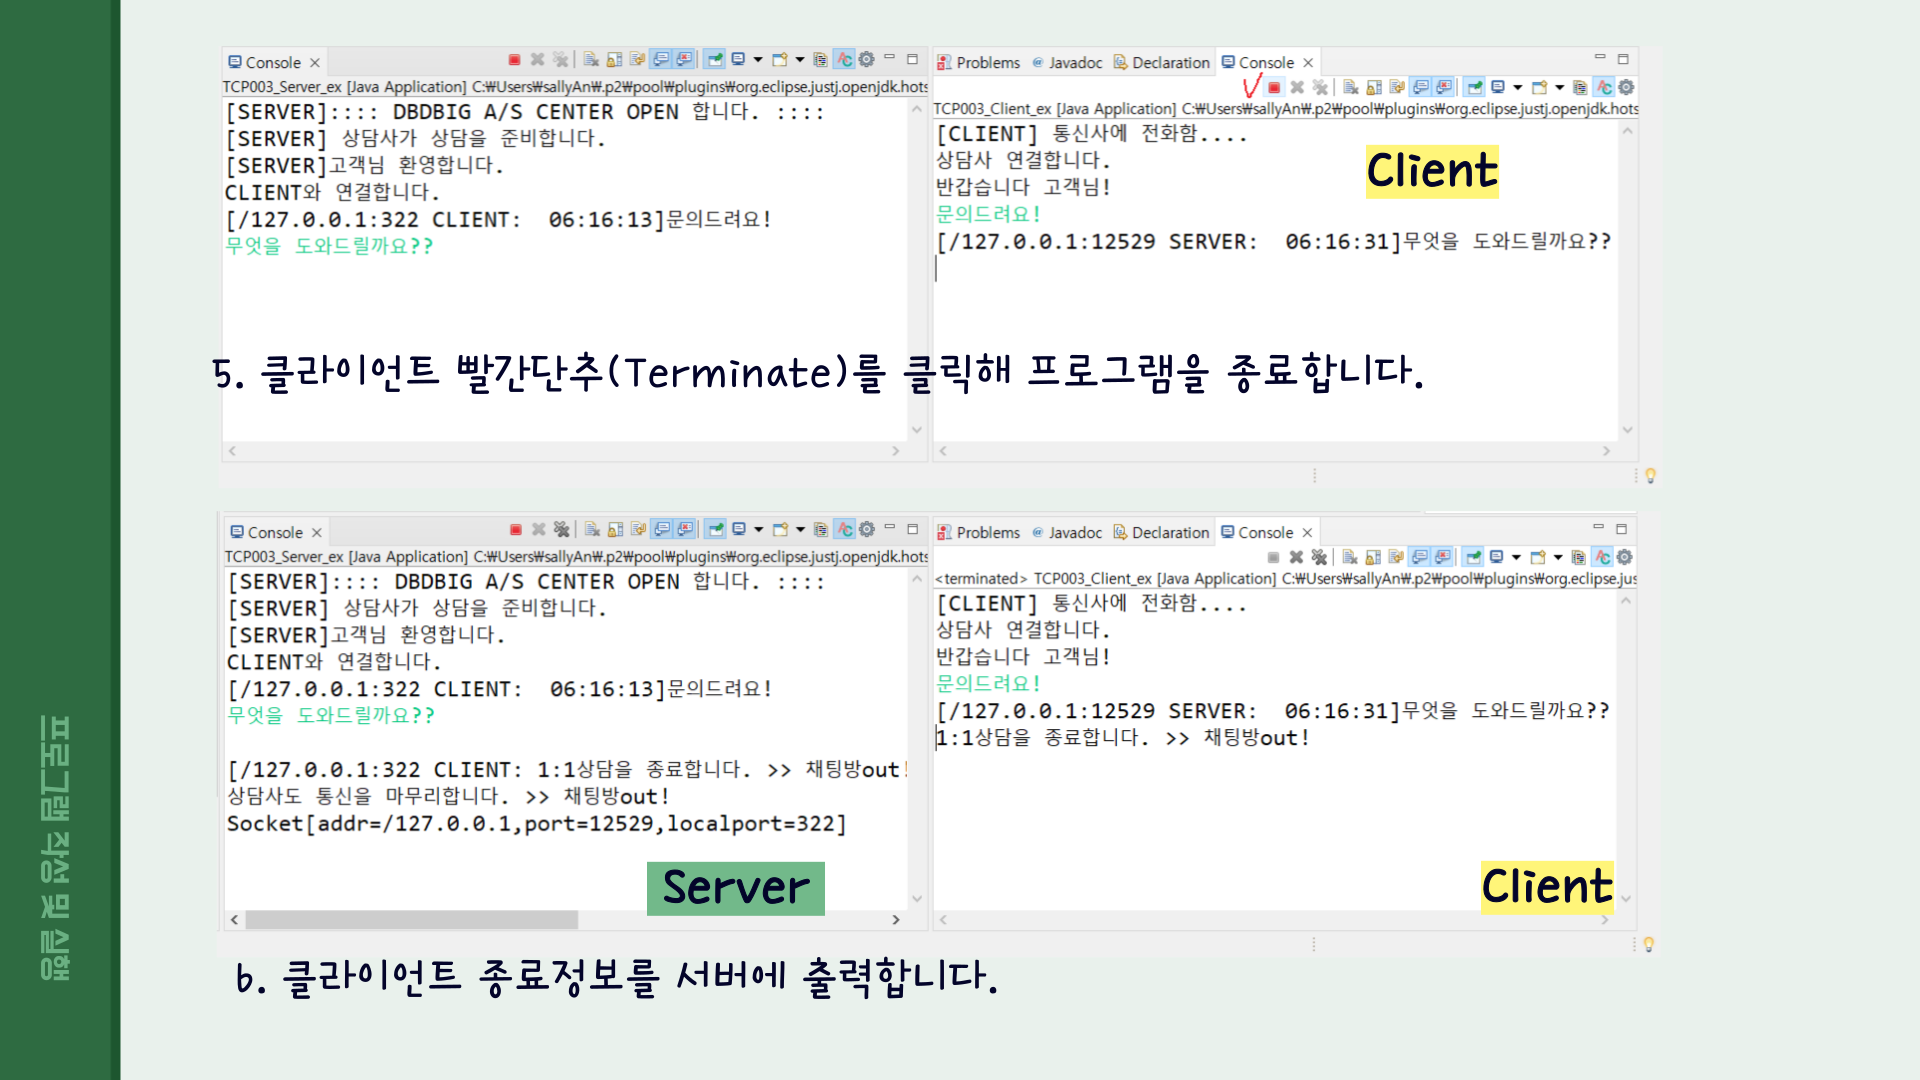 프로그램 작성 및 실행
Console
TCP003_Server_ex [Java Application] C:₩Users₩sallyAn₩.p2₩pool₩plugins₩org.eclipse.justj.openjdk.hots
[SERVER]:::: DBDBIG A/S CENTER OPEN 합니다. ::::
[SERVER] 상담사가 상담을 준비합니다.
[SERVER]고객님 환영합니다.
CLIENT와 연결합니다.
[/127.0.0.1:322 CLIENT:  06:16:13]문의드려요!
무엇을 도와드릴까요??
Problems @ Javadoc Declaration Console
TCP003_Client_ex [Java Application] C:₩Users₩sallyAn₩.p2₩pool₩plugins₩org.eclipse.justj.openjdk.hots
[CLIENT] 통신사에 전화함....
상담사 연결합니다.
반갑습니다 고객님!
문의드려요!
[/127.0.0.1:12529 SERVER:  06:16:31]무엇을 도와드릴까요??
Client
5. 클라이언트 빨간단추(Terminate)를 클릭해 프로그램을 종료합니다.
Console
TCP003_Server_ex [Java Application] C:₩Users₩sallyAn₩.p2₩pool₩plugins₩org.eclipse.justj.openjdk.hots
[SERVER]:::: DBDBIG A/S CENTER OPEN 합니다. ::::
[SERVER] 상담사가 상담을 준비합니다.
[SERVER]고객님 환영합니다.
CLIENT와 연결합니다.
[/127.0.0.1:322 CLIENT:  06:16:13]문의드려요!
무엇을 도와드릴까요??
[/127.0.0.1:322 CLIENT: 1:1상담을 종료합니다. >> 채팅방out!
상담사도 통신을 마무리합니다. >> 채팅방out!
Socket[addr=/127.0.0.1,port=12529,localport=322]
Server
Problems @ Javadoc Declaration Console
<terminated> TCP003_Client_ex [Java Application] C:₩Users₩sallyAn₩.p2₩pool₩plugins₩org.eclipse.jus
[CLIENT] 통신사에 전화함....
상담사 연결합니다.
반갑습니다 고객님!
문의드려요!
[/127.0.0.1:12529 SERVER:  06:16:31]무엇을 도와드릴까요??
1:1상담을 종료합니다. >> 채팅방out!
Client
6. 클라이언트 종료정보를 서버에 출력합니다.